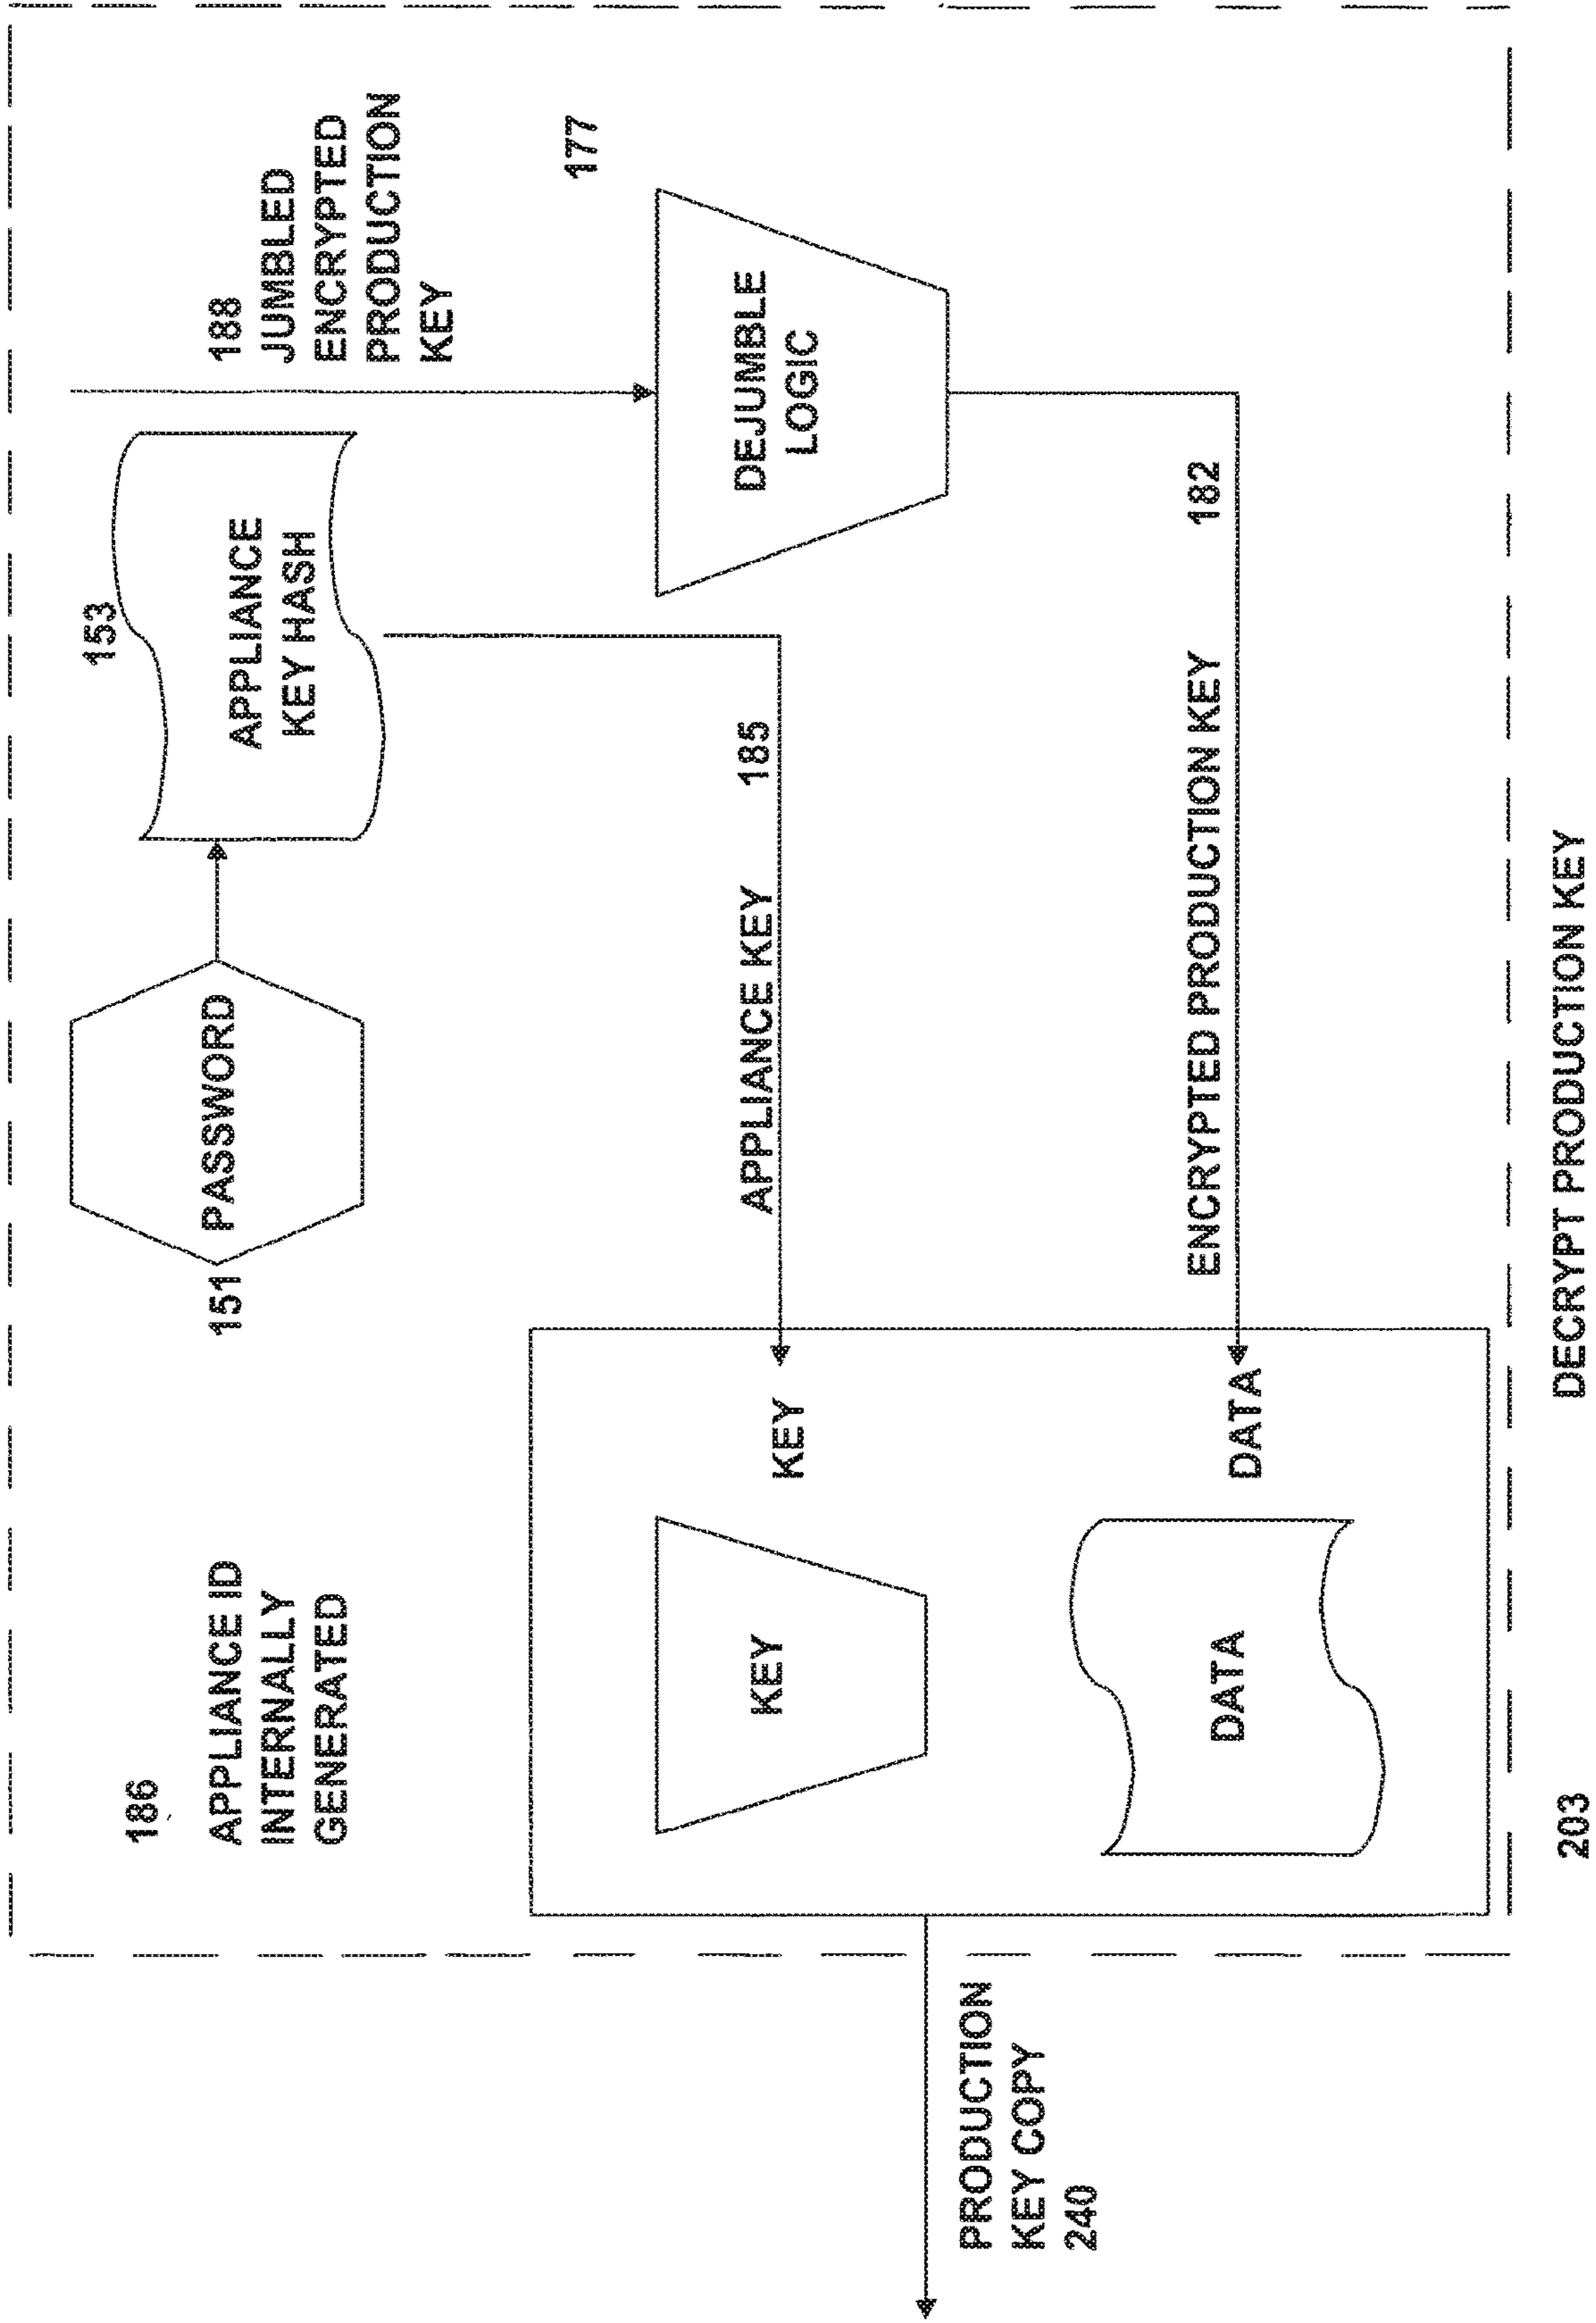 186
APPLIANCE ID
INTERNALLY
GENERATED
151 PASSWORD
153
APPLIANCE
KEY HASH
188
JUMBLED
ENCRYPTED
PRODUCTION
KEY
177
DEJUMBLE
LOGIC
APPLIANCE KEY 185
KEY
KEY
PRODUCTION
KEY COPY
240
ENCRYPTED PRODUCTION KEY 182
DATA
DATA
203 DECRYPT PRODUCTION KEY